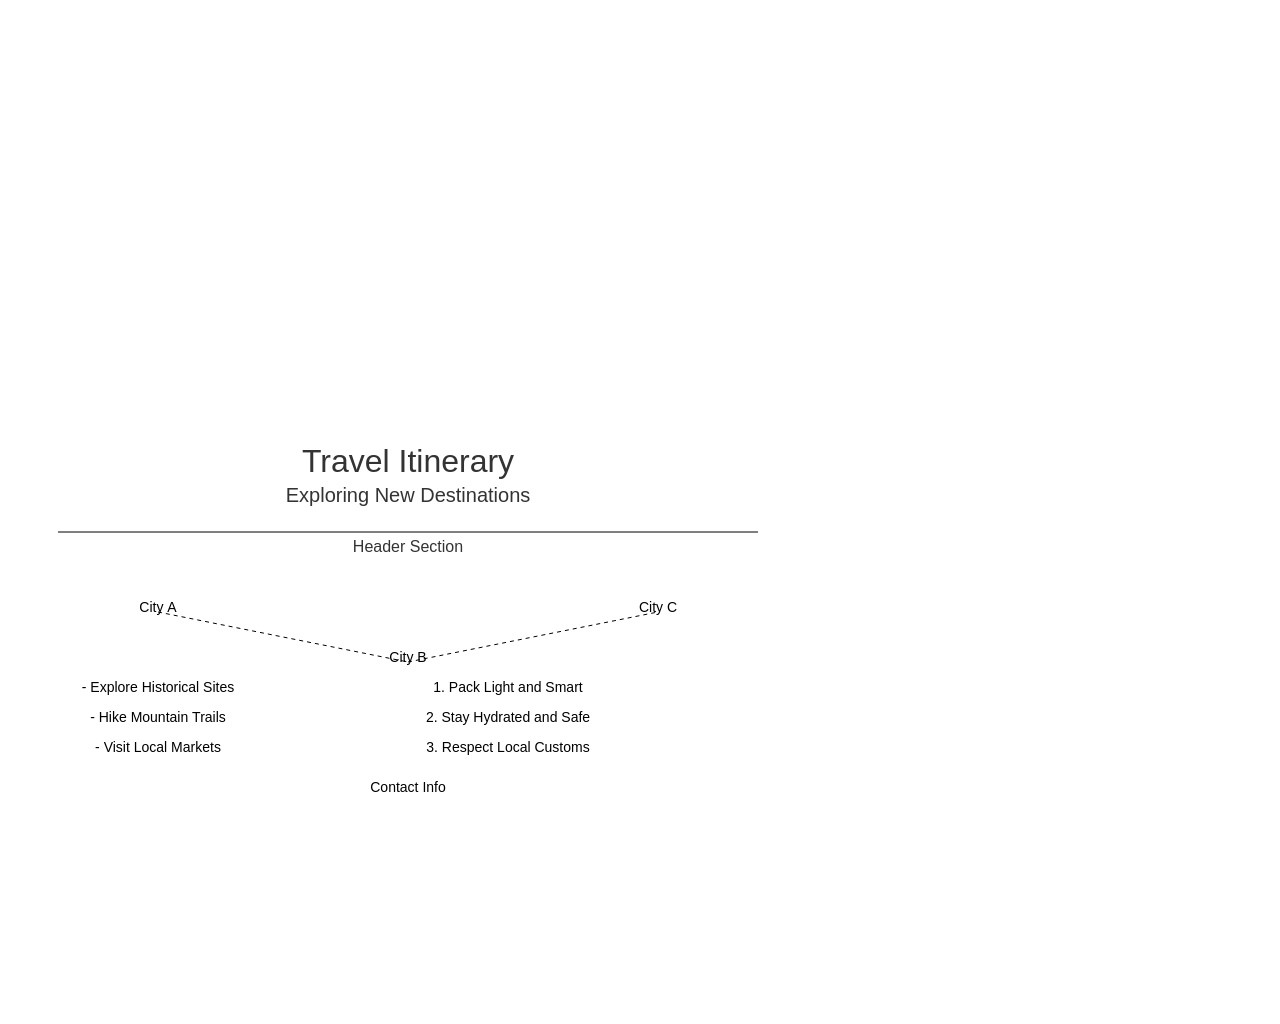 Travel Itinerary
Exploring New Destinations
Header Section
City A
City C
City B
- Explore Historical Sites
1. Pack Light and Smart
- Hike Mountain Trails
2. Stay Hydrated and Safe
- Visit Local Markets
3. Respect Local Customs
Contact Info